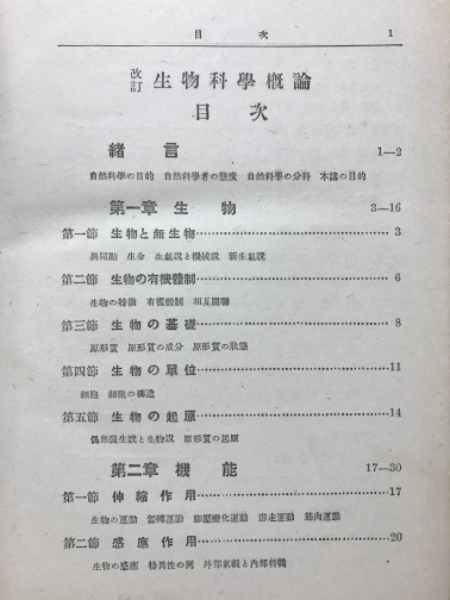 目次 1
改訂 生物科學概論
目次
緒言 1—2
自然科學の目的 自然科學者の態度 自然科學の分科 本講の目的
第一章 生物 3—16
第一節 生物と無生物 3
異同點 生命 生氣說と機械說 新生氣說
第二節 生物の有機體制 6
生物の特徵 有機體制 相互關聯
第三節 生物の基礎 8
原形質 原形質の成分 原形質の狀態
第四節 生物の單位 11
細胞 細胞の構造
第五節 生物の起原 14
偶然發生說と生物說 原形質の起原
第二章 機能 17—30
第一節 伸縮作用 17
生物の運動 膨壓變化運動 游走運動 筋肉運動
第二節 感應作用 20
生物の感應 特異性の例 外部刺戟と內部刺戟